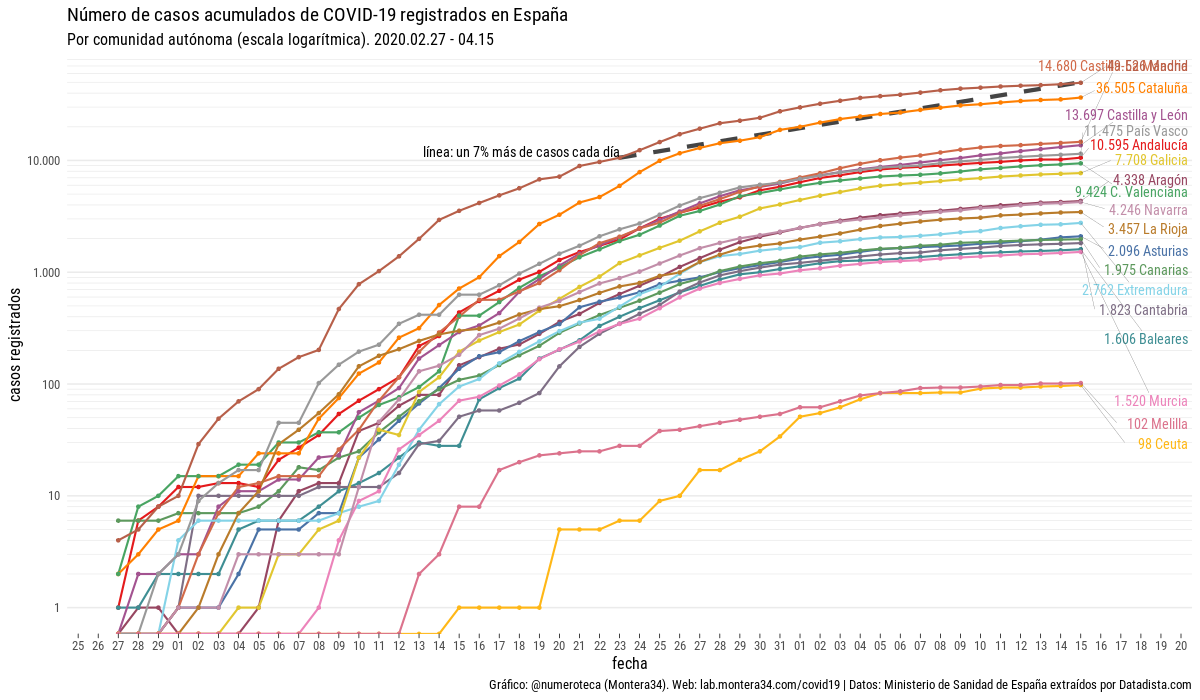 Número de casos acumulados de COVID-19 registrados en España
Por comunidad autónoma (escala logarítmica). 2020.02.27 - 04.15
14.680 Castilla-La Mancha
49.526 Madrid
36.505 Cataluña
13.697 Castilla y León
11.475 País Vasco
10.595 Andalucía
línea: un 7% más de casos cada día
7.708 Galicia
4.338 Aragón
9.424 C. Valenciana
4.246 Navarra
3.457 La Rioja
2.096 Asturias
1.975 Canarias
2.762 Extremadura
1.823 Cantabria
1.606 Baleares
1.520 Murcia
102 Melilla
98 Ceuta
10.000
1.000
100
10
1
casos registrados
25 26 27 28 29 01 02 03 04 05 06 07 08 09 10 11 12 13 14 15 16 17 18 19 20 21 22 23 24 25 26 27 28 29 30 31 01 02 03 04 05 06 07 08 09 10 11 12 13 14 15 16 17 18 19 20
fecha
Gráfico: @numeroteca (Montera34). Web: lab.montera34.com/covid19 | Datos: Ministerio de Sanidad de España extraídos por Datadista.com